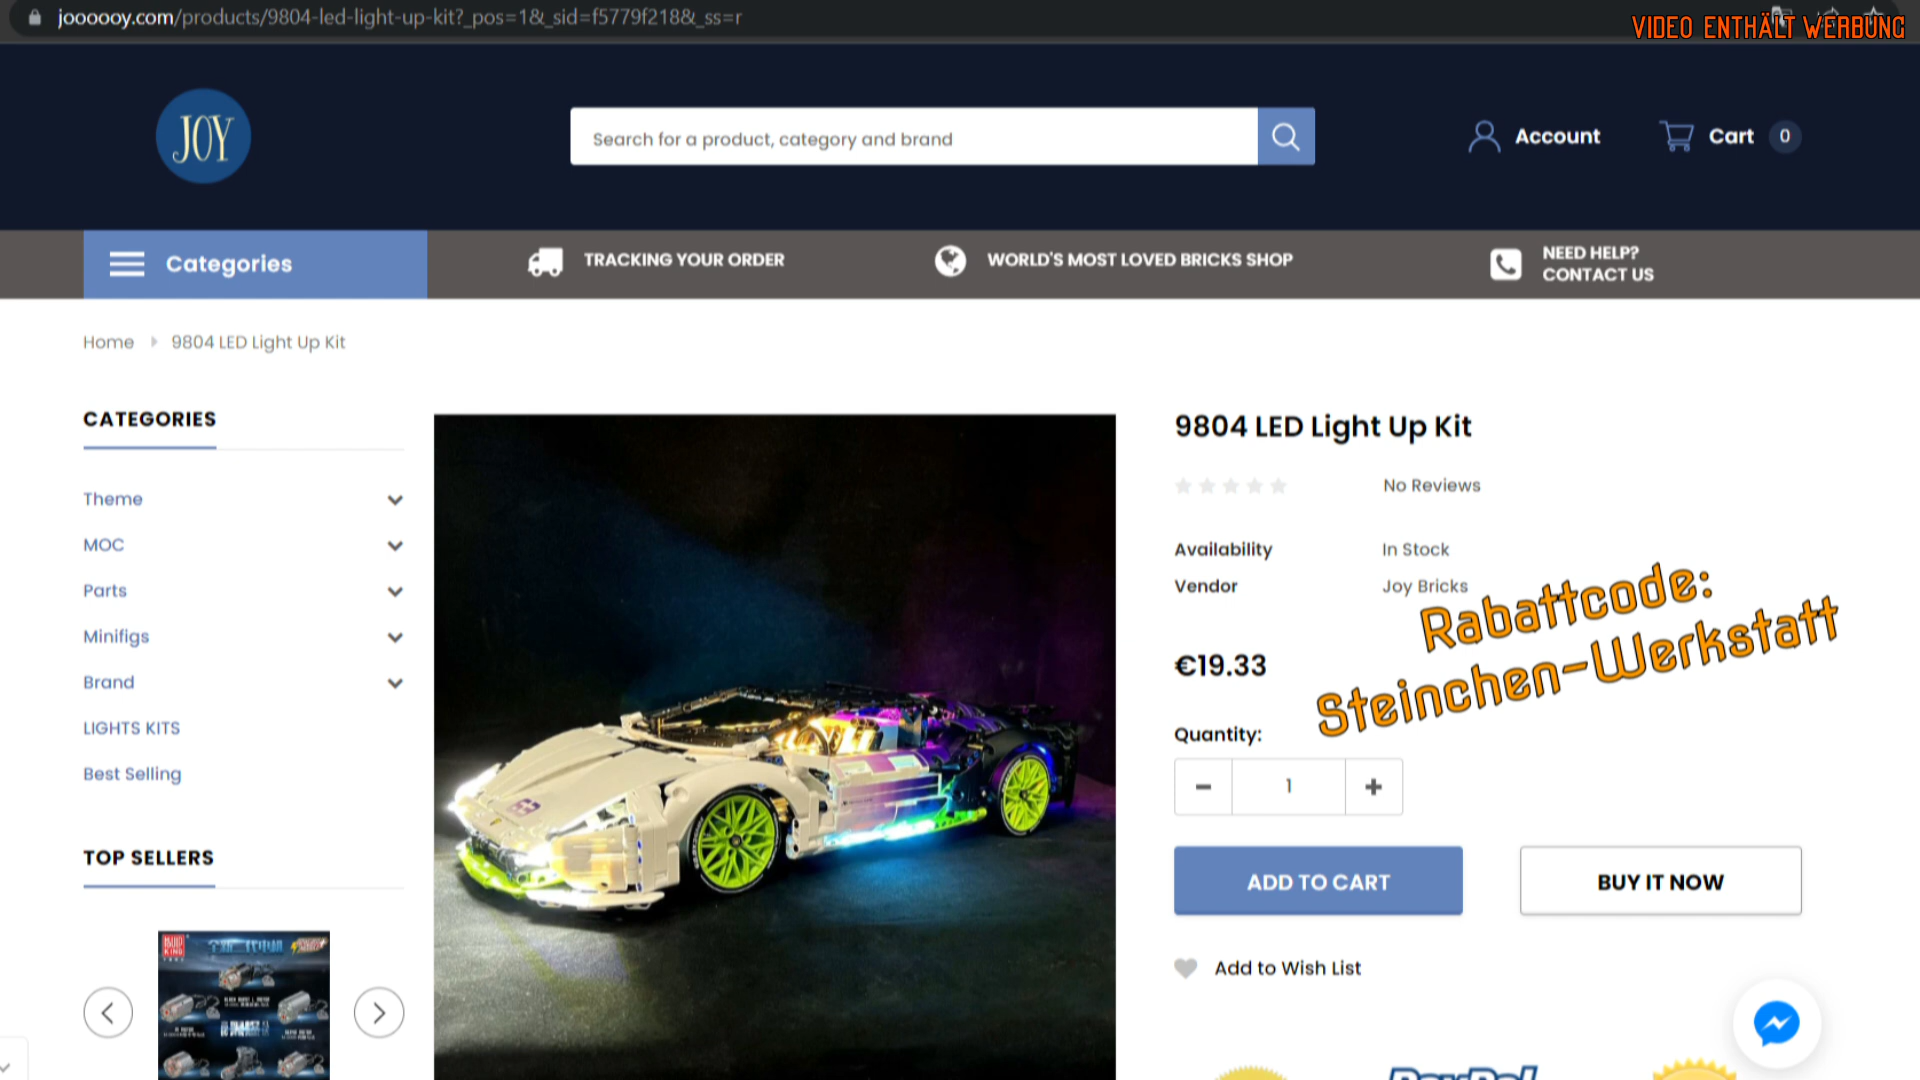 joooooy.com/products/9804-led-light-up-kit?_pos=1&_sid=f5779f218&_ss=r
VIDEO ENTHÄLT WERBUNG
JOY
Search for a product, category and brand
Account
Cart 0
Categories
TRACKING YOUR ORDER
WORLD'S MOST LOVED BRICKS SHOP
NEED HELP?
CONTACT US
Home 9804 LED Light Up Kit
CATEGORIES
Theme
MOC
Parts
Minifigs
Brand
LIGHTS KITS
Best Selling
TOP SELLERS
9804 LED Light Up Kit
No Reviews
Availability In Stock
Vendor Joy Bricks
Rabattcode:
Steinchen-Werkstatt
€19.33
Quantity:
1
ADD TO CART
BUY IT NOW
Add to Wish List
PayPal